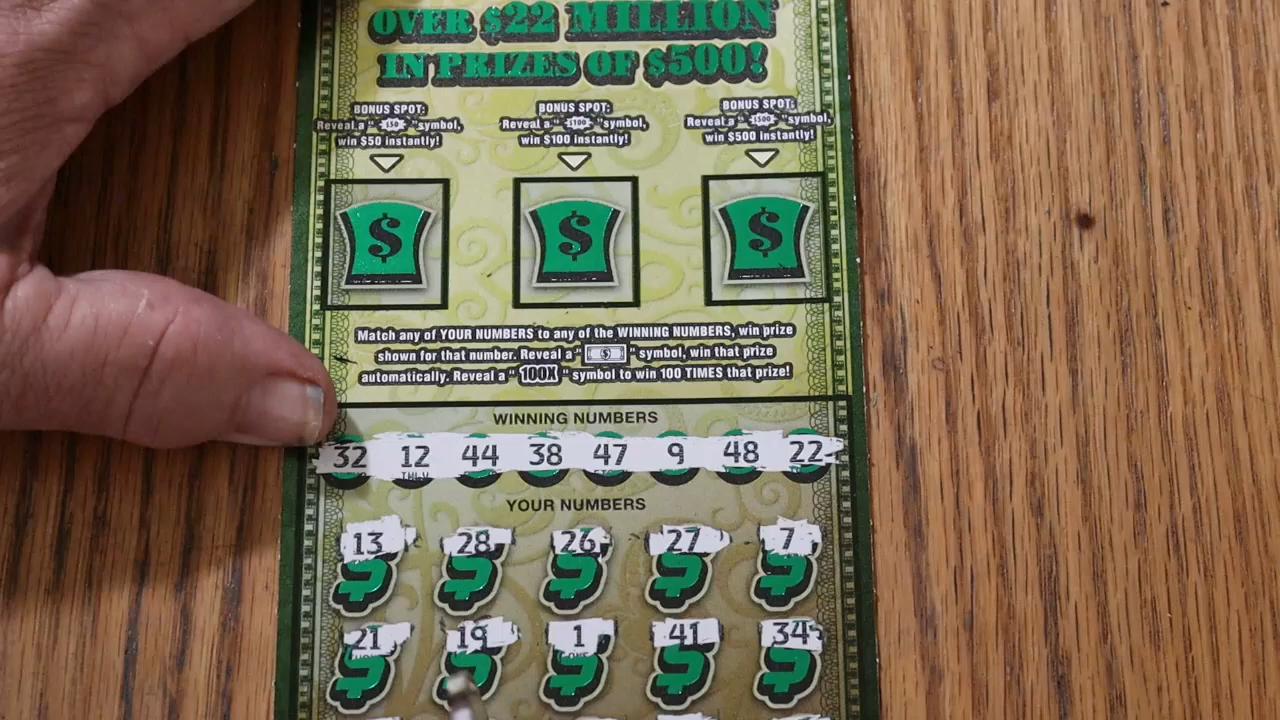 OVER $22 MILLION
IN PRIZES OF $500!
BONUS SPOT: BONUS SPOT: BONUS SPOT:
Reveal a " $50 " symbol, Reveal a " $100 " symbol, Reveal a " $500 " symbol,
win $50 instantly! win $100 instantly! win $500 instantly!
$ $ $
Match any of YOUR NUMBERS to any of the WINNING NUMBERS, win prize
shown for that number. Reveal a " $ " symbol, win that prize
automatically. Reveal a " 100X " symbol to win 100 TIMES that prize!
WINNING NUMBERS
32 12 44 38 47 9 48 22
YOUR NUMBERS
13 28 26 27 7
$ $ $ $ $
21 19 1 41 34
$ $ $ $ $